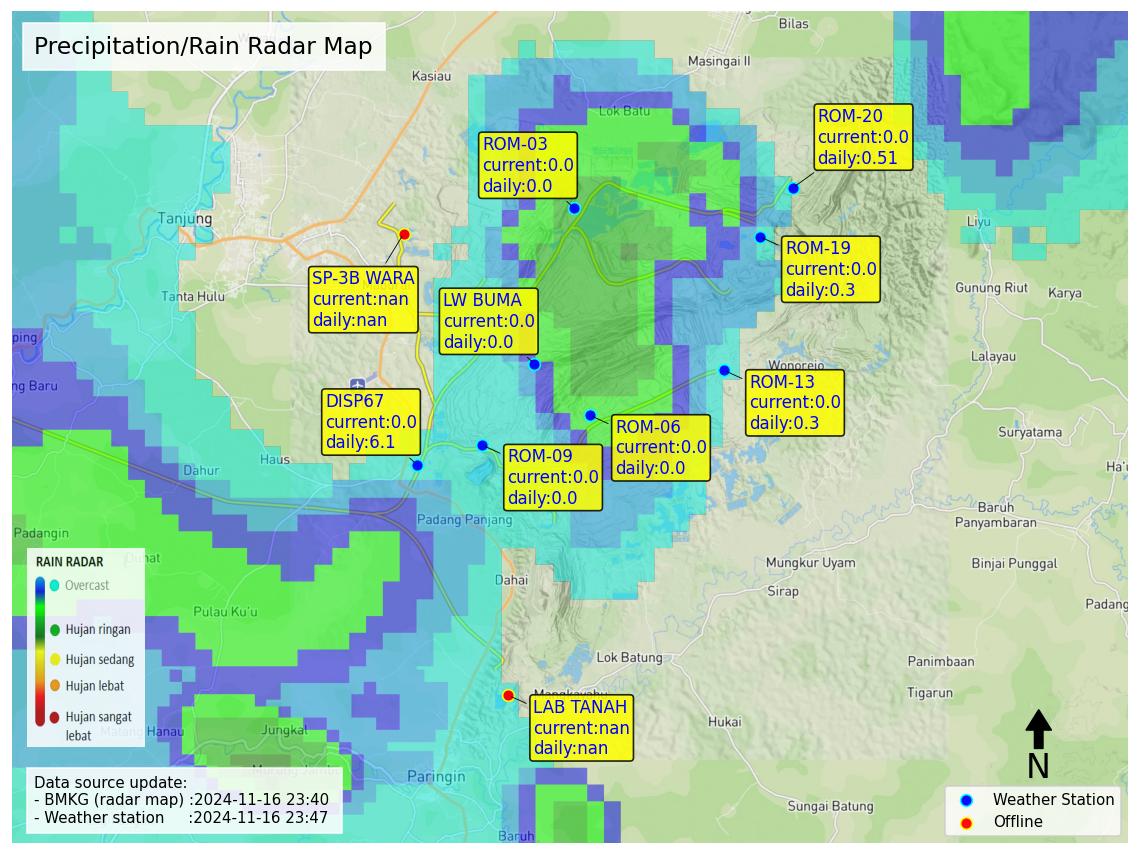 Precipitation/Rain Radar Map
Bilas
Masingai II
Kasiau
Lok Batu
ROM-20
current:0.0
daily:0.51
ROM-03
current:0.0
daily:0.0
Tanjung
Liyu
ROM-19
current:0.0
daily:0.3
SP-3B WARA
current:nan
daily:nan
Tanta Hulu
LW BUMA
current:0.0
daily:0.0
Gunung Riut
Karya
ping
Lalayau
Wonorejo
ng Baru
ROM-13
current:0.0
daily:0.3
DISP67
current:0.0
daily:6.1
ROM-06
current:0.0
daily:0.0
Suryatama
ROM-09
current:0.0
daily:0.0
Haus
Dahur
Ha'u
Baruh
Panyambaran
Padang Panjang
Padangin
Mungkur Uyam
Binjai Punggal
Dahai
Sirap
Padang
Pulau Ku'u
RAIN RADAR
Overcast
Hujan ringan
Hujan sedang
Hujan lebat
Hujan sangat
lebat
Lok Batung
Panimbaan
Tigarun
LAB TANAH
current:nan
daily:nan
Hukai
Hanau
Jungkat
Paringin
Sungai Batung
Baruh
N
Data source update:
- BMKG (radar map) :2024-11-16 23:40
- Weather station :2024-11-16 23:47
Weather Station
Offline